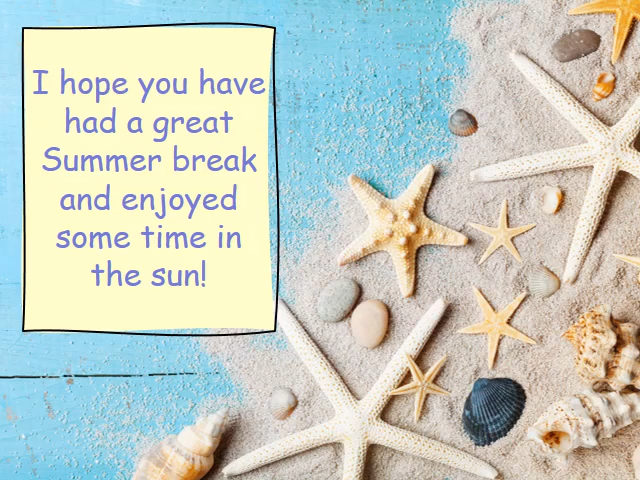 I hope you have
had a great
Summer break
and enjoyed
some time in
the sun!